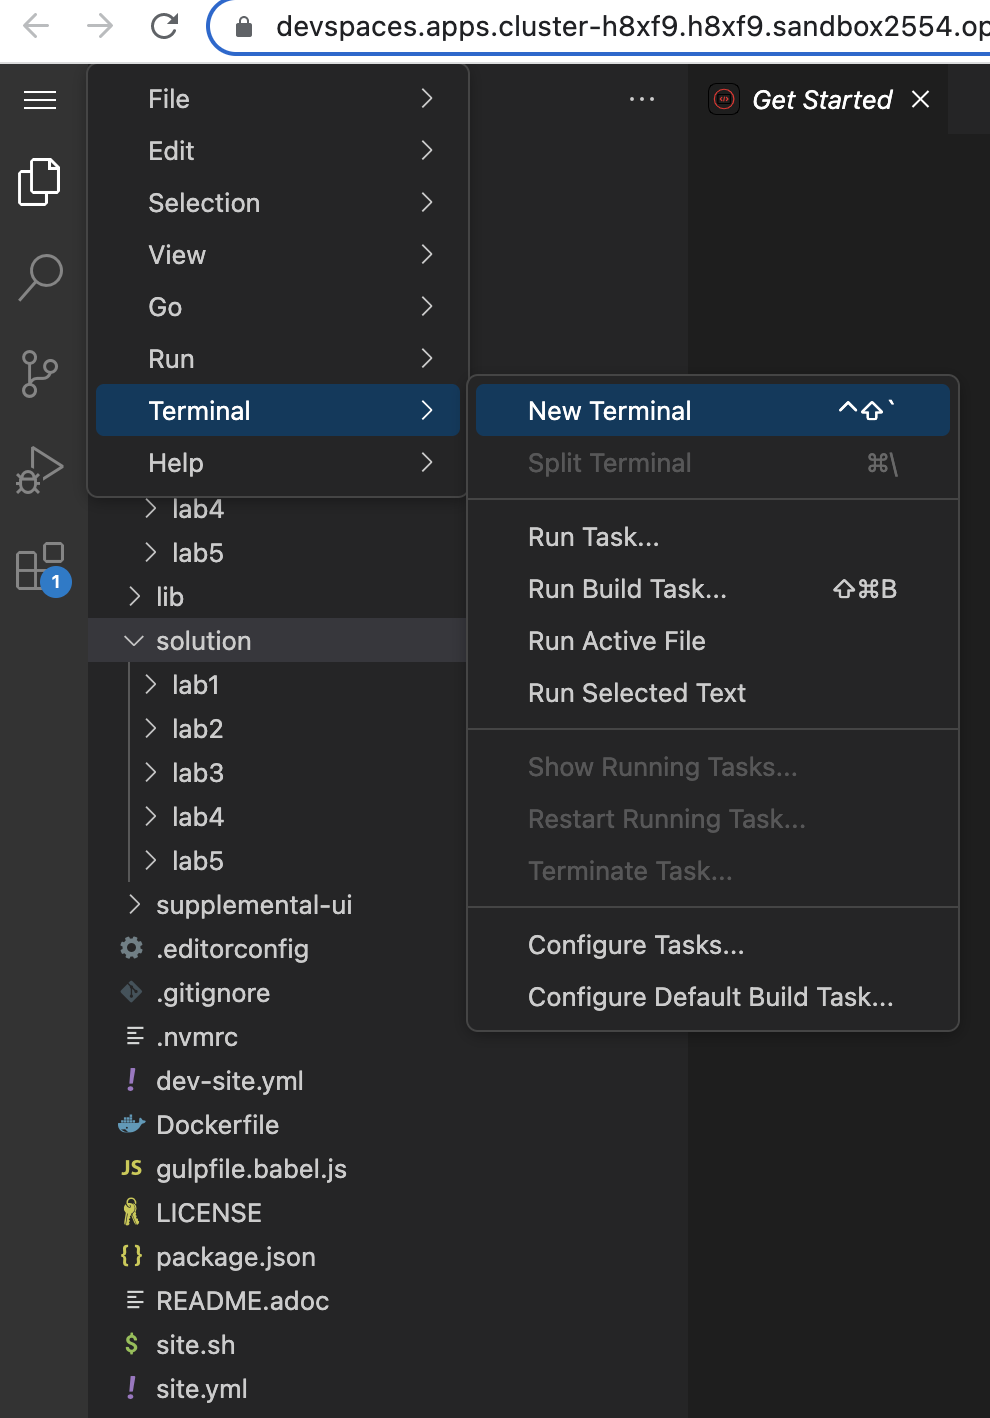 devspaces.apps.cluster-h8xf9.h8xf9.sandbox2554.op
File
Edit
Selection
View
Go
Run
Terminal
Help
Get Started
New Terminal ^⇧`
Split Terminal ⌘\
Run Task...
Run Build Task... ⇧⌘B
Run Active File
Run Selected Text
Show Running Tasks...
Restart Running Task...
Terminate Task...
Configure Tasks...
Configure Default Build Task...
1
lab4
lab5
lib
solution
lab1
lab2
lab3
lab4
lab5
supplemental-ui
.editorconfig
.gitignore
.nvmrc
! dev-site.yml
Dockerfile
JS gulpfile.babel.js
LICENSE
{} package.json
README.adoc
$ site.sh
! site.yml